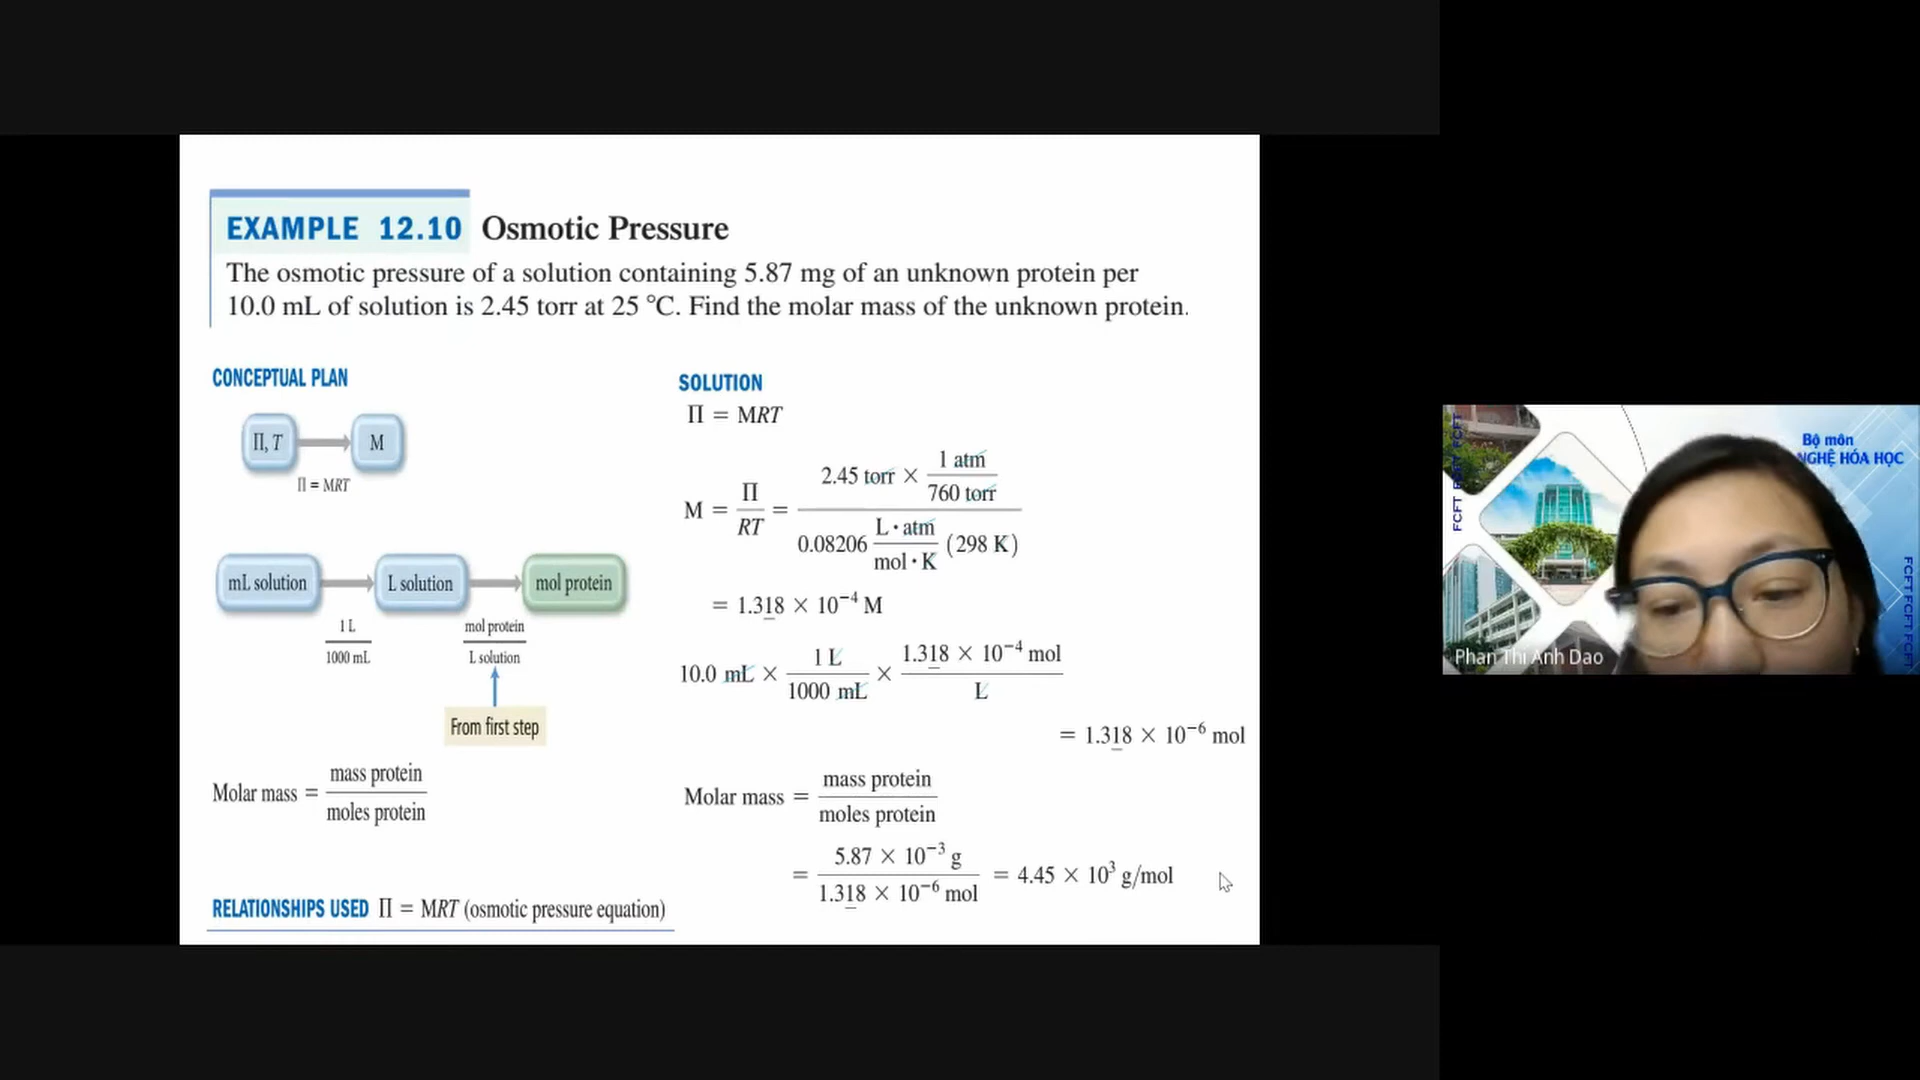 EXAMPLE 12.10 Osmotic Pressure
The osmotic pressure of a solution containing 5.87 mg of an unknown protein per
10.0 mL of solution is 2.45 torr at 25 °C. Find the molar mass of the unknown protein.
CONCEPTUAL PLAN
Π, T
M
Π = MRT
mL solution
L solution
mol protein
1 L
1000 mL
mol protein
L solution
From first step
Molar mass = mass protein / moles protein
RELATIONSHIPS USED Π = MRT (osmotic pressure equation)
SOLUTION
Π = MRT
M = Π / RT = 2.45 torr × 1 atm / 760 torr / 0.08206 L · atm / mol · K (298 K)
= 1.318 × 10⁻⁴ M
10.0 mL × 1 L / 1000 mL × 1.318 × 10⁻⁴ mol / L
= 1.318 × 10⁻⁶ mol
Molar mass = mass protein / moles protein
= 5.87 × 10⁻³ g / 1.318 × 10⁻⁶ mol = 4.45 × 10³ g/mol
Bộ môn
NGHỆ HÓA HỌC
FCFT FCFT FCFT
FCFT FCFT FCFT
Phan Thi Anh Dao